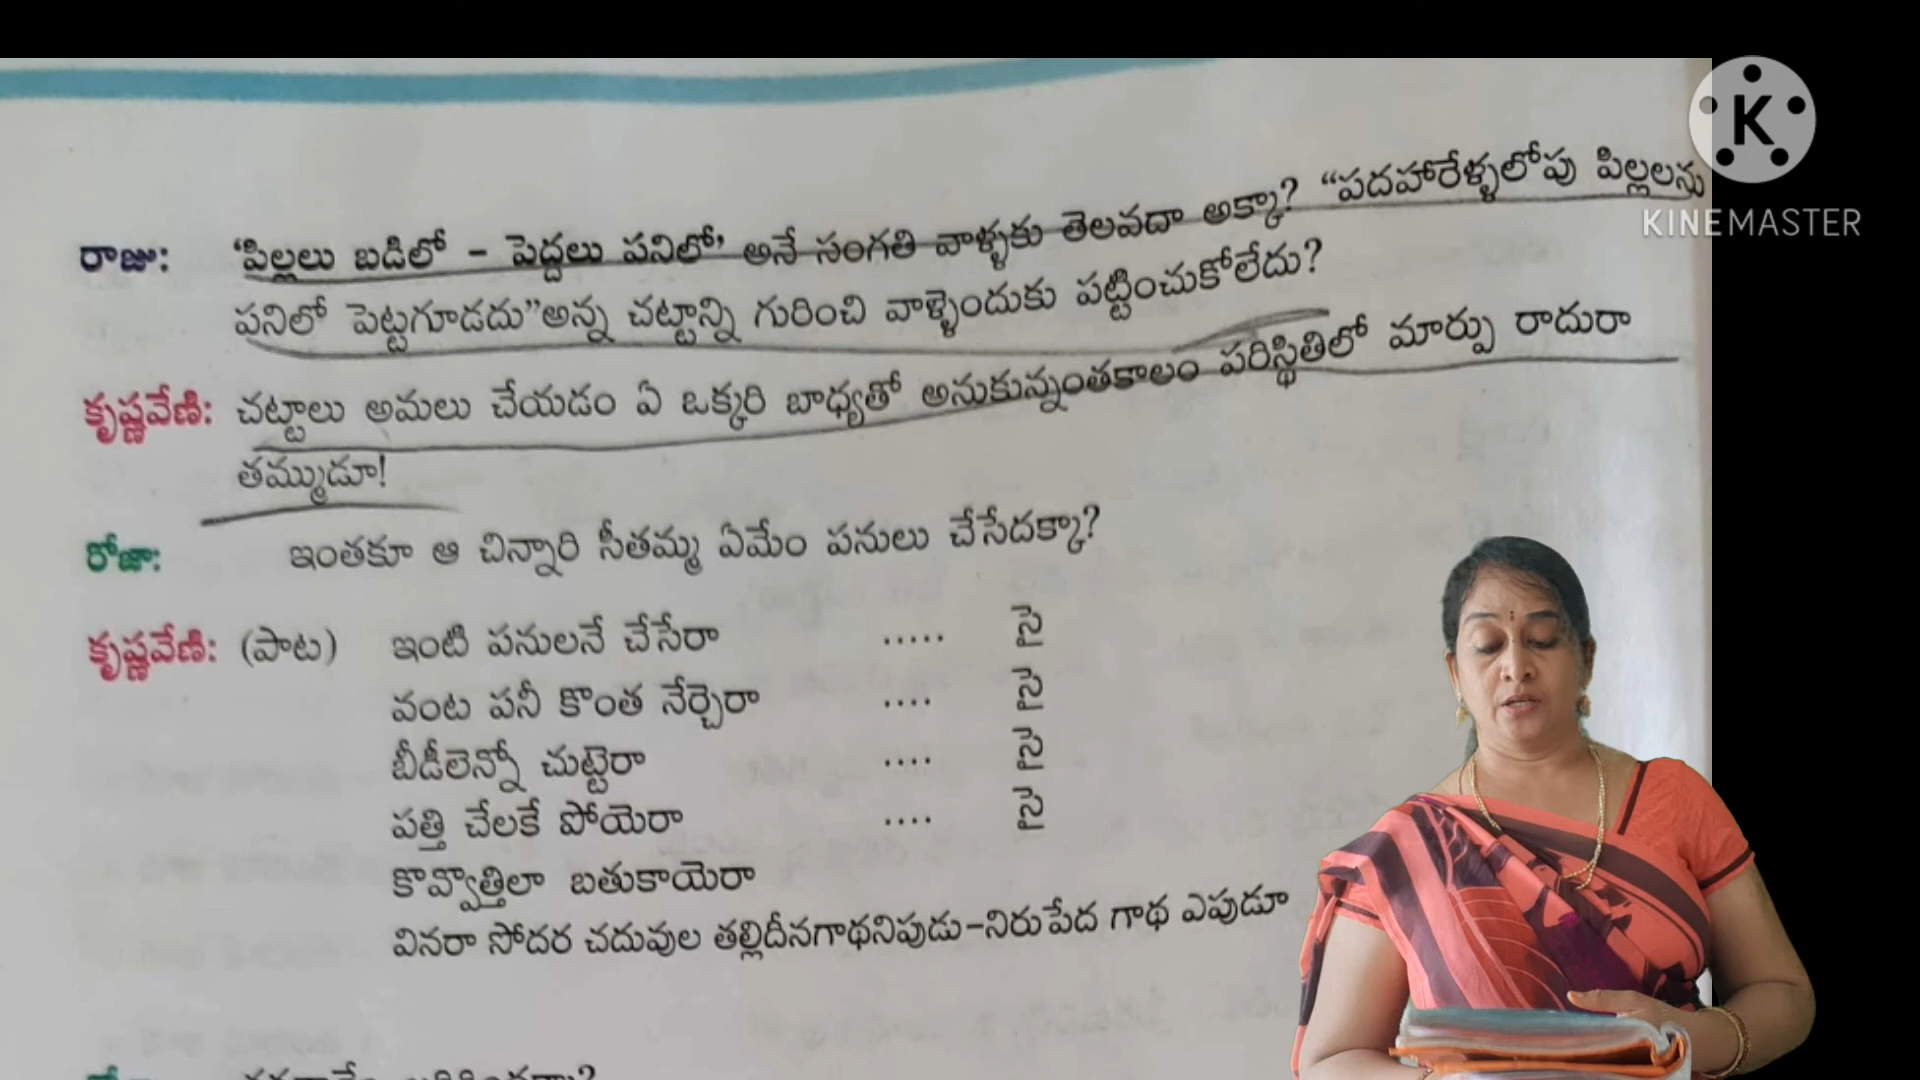 KINEMASTER
రాజు: 'పిల్లలు బడిలో - పెద్దలు పనిలో' అనే సంగతి వాళ్ళకు తెలవదా అక్కా? “పదహారేళ్ళలోపు పిల్లలను
పనిలో పెట్టగూడదు”అన్న చట్టాన్ని గురించి వాళ్ళెందుకు పట్టించుకోలేదు?
కృష్ణవేణి: చట్టాలు అమలు చేయడం ఏ ఒక్కరి బాధ్యతో అనుకున్నంతకాలం పరిస్థితిలో మార్పు రాదురా
తమ్ముడూ!
రోజా: ఇంతకూ ఆ చిన్నారి సీతమ్మ ఏమేం పనులు చేసేదక్కా?
కృష్ణవేణి: (పాట) ఇంటి పనులనే చేసేరా ..... సై
వంట పనీ కొంత నేర్చెరా .... సై
బీడీలెన్నో చుట్టెరా .... సై
పత్తి చేలకే పోయెరా .... సై
కొవ్వొత్తిలా బతుకాయెరా
వినరా సోదర చదువుల తల్లిదీనగాథనిపుడు-నిరుపేద గాథ ఎపుడూ